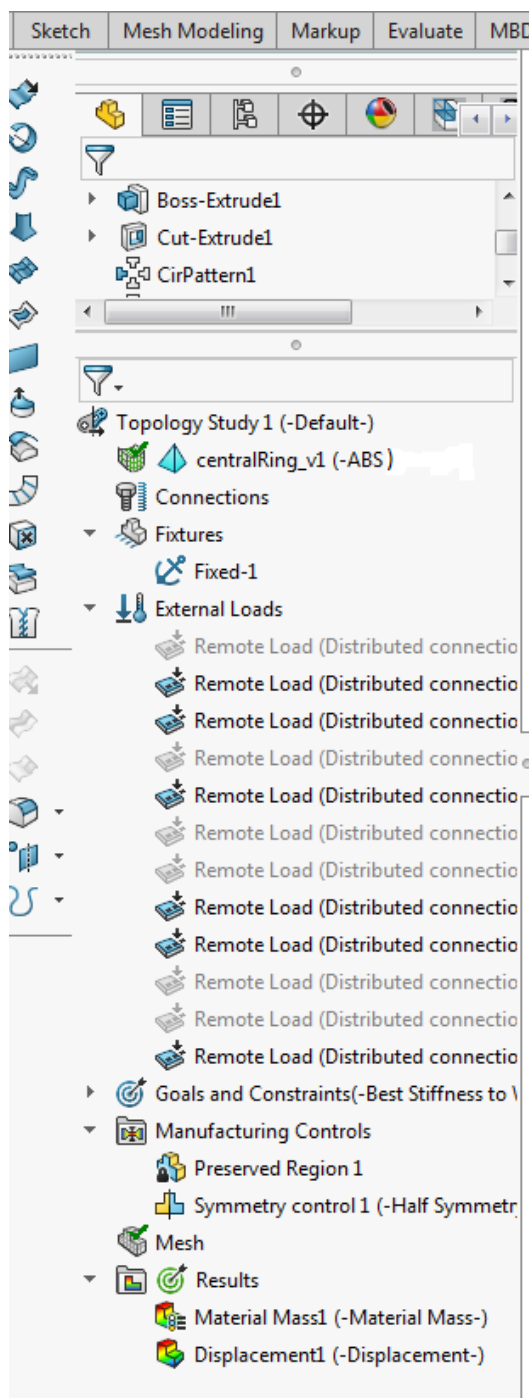 Sketch Mesh Modeling Markup Evaluate MBD
Boss-Extrude1
Cut-Extrude1
CirPattern1
Topology Study 1 (-Default-)
centralRing_v1 (-ABS)
Connections
Fixtures
Fixed-1
External Loads
Remote Load (Distributed connectio
Remote Load (Distributed connectio
Remote Load (Distributed connectio
Remote Load (Distributed connectio
Remote Load (Distributed connectio
Remote Load (Distributed connectio
Remote Load (Distributed connectio
Remote Load (Distributed connectio
Remote Load (Distributed connectio
Remote Load (Distributed connectio
Remote Load (Distributed connectio
Remote Load (Distributed connectio
Goals and Constraints(-Best Stiffness to
Manufacturing Controls
Preserved Region 1
Symmetry control 1 (-Half Symmetr
Mesh
Results
Material Mass1 (-Material Mass-)
Displacement1 (-Displacement-)